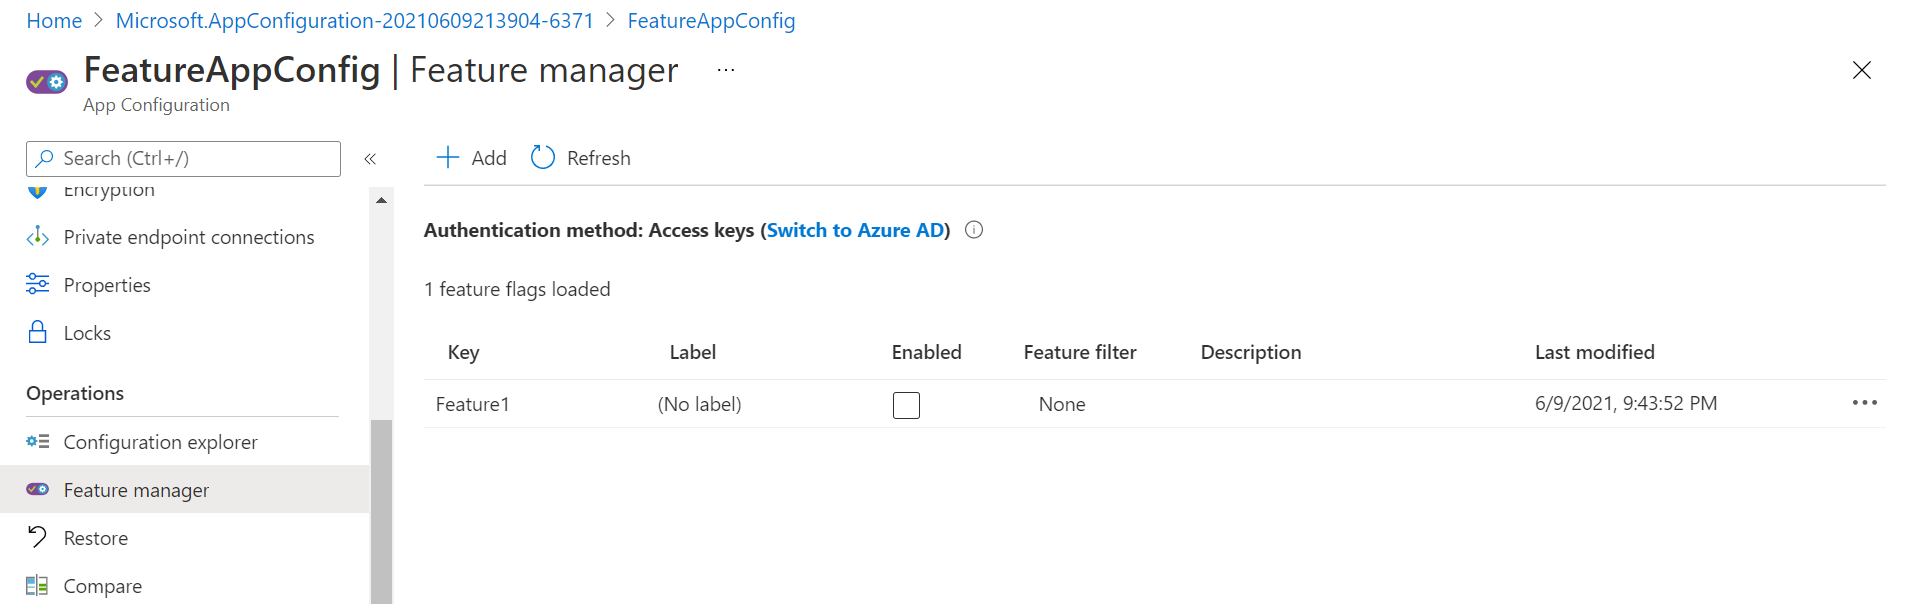 Home > Microsoft.AppConfiguration-20210609213904-6371 > FeatureAppConfig
FeatureAppConfig | Feature manager ...
App Configuration
Search (Ctrl+/)
«
Encryption
Private endpoint connections
Properties
Locks
Operations
Configuration explorer
Feature manager
Restore
Compare
Add Refresh
Authentication method: Access keys (Switch to Azure AD)
1 feature flags loaded
Key Label Enabled Feature filter Description Last modified
Feature1 (No label) None 6/9/2021, 9:43:52 PM